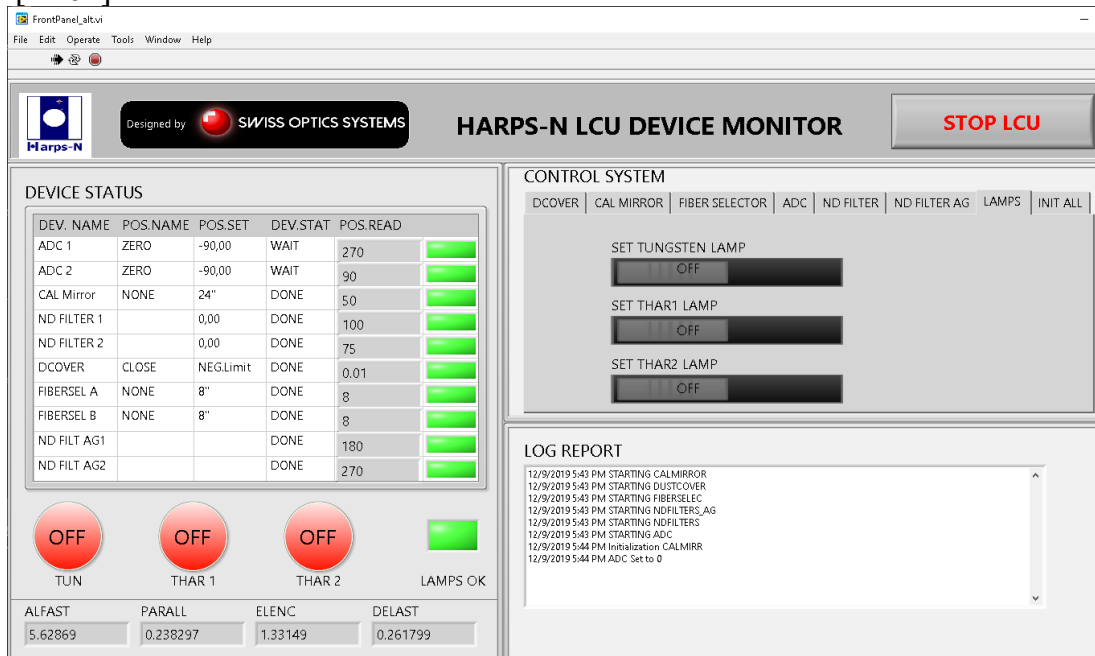 FrontPanel_alt.vi
File Edit Operate Tools Window Help
Harps-N
Designed by SWISS OPTICS SYSTEMS
HARPS-N LCU DEVICE MONITOR
STOP LCU
DEVICE STATUS
DEV. NAME POS.NAME POS.SET DEV.STAT POS.READ
ADC 1 ZERO -90,00 WAIT 270
ADC 2 ZERO -90,00 WAIT 90
CAL Mirror NONE 24" DONE 50
ND FILTER 1 0,00 DONE 100
ND FILTER 2 0,00 DONE 75
DCOVER CLOSE NEG.Limit DONE 0.01
FIBERSEL A NONE 8" DONE 8
FIBERSEL B NONE 8" DONE 8
ND FILT AG1 DONE 180
ND FILT AG2 DONE 270
OFF OFF OFF
TUN THAR 1 THAR 2 LAMPS OK
ALFAST PARALL ELENC DELAST
5.62869 0.238297 1.33149 0.261799
CONTROL SYSTEM
DCOVER CAL MIRROR FIBER SELECTOR ADC ND FILTER ND FILTER AG LAMPS INIT ALL
SET TUNGSTEN LAMP
OFF
SET THAR1 LAMP
OFF
SET THAR2 LAMP
OFF
LOG REPORT
12/9/2019 5:43 PM STARTING CALMIRROR
12/9/2019 5:43 PM STARTING DUSTCOVER
12/9/2019 5:43 PM STARTING FIBERSELEC
12/9/2019 5:43 PM STARTING NDFILTERS_AG
12/9/2019 5:43 PM STARTING NDFILTERS
12/9/2019 5:43 PM STARTING ADC
12/9/2019 5:44 PM Initialization CALMIRR
12/9/2019 5:44 PM ADC Set to 0